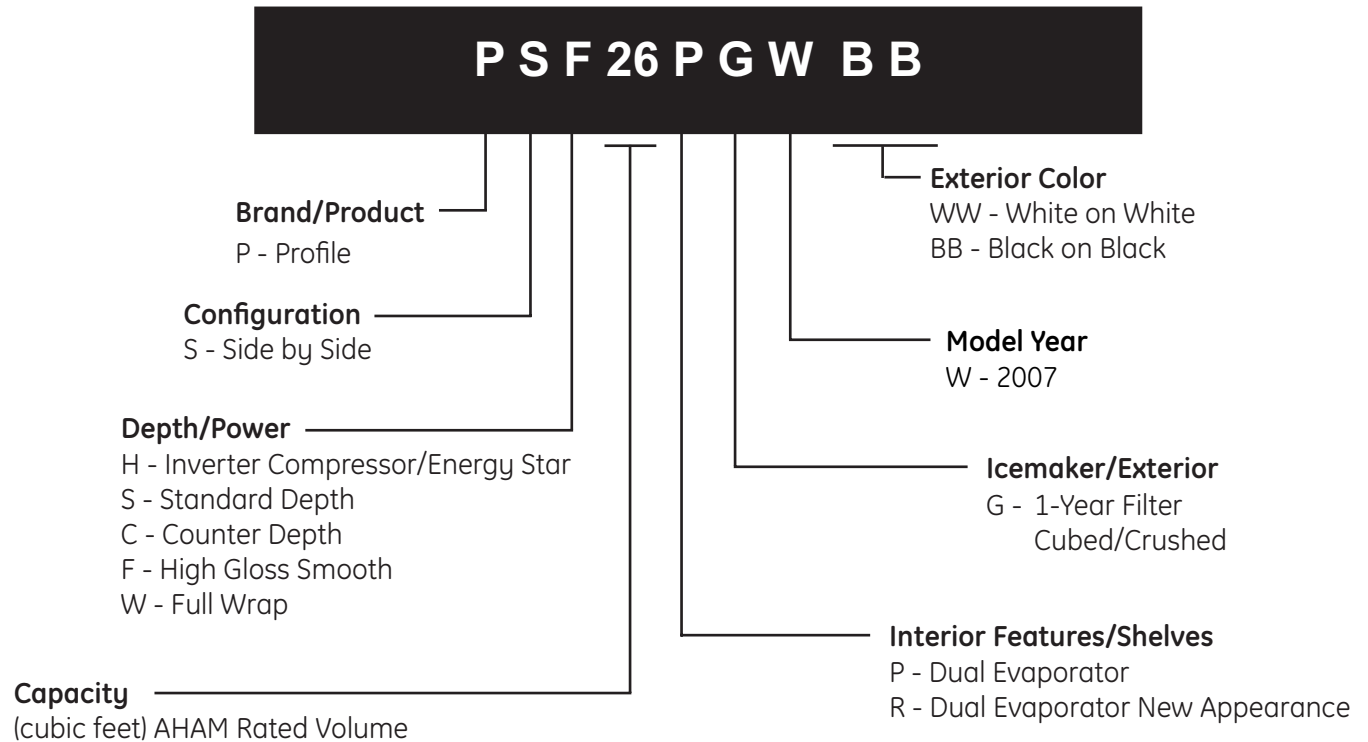 P S F 26 P G W B B
Brand/Product
P - Profile
Configuration
S - Side by Side
Depth/Power
H - Inverter Compressor/Energy Star
S - Standard Depth
C - Counter Depth
F - High Gloss Smooth
W - Full Wrap
Capacity
(cubic feet) AHAM Rated Volume
Exterior Color
WW - White on White
BB - Black on Black
Model Year
W - 2007
Icemaker/Exterior
G - 1-Year Filter
Cubed/Crushed
Interior Features/Shelves
P - Dual Evaporator
R - Dual Evaporator New Appearance